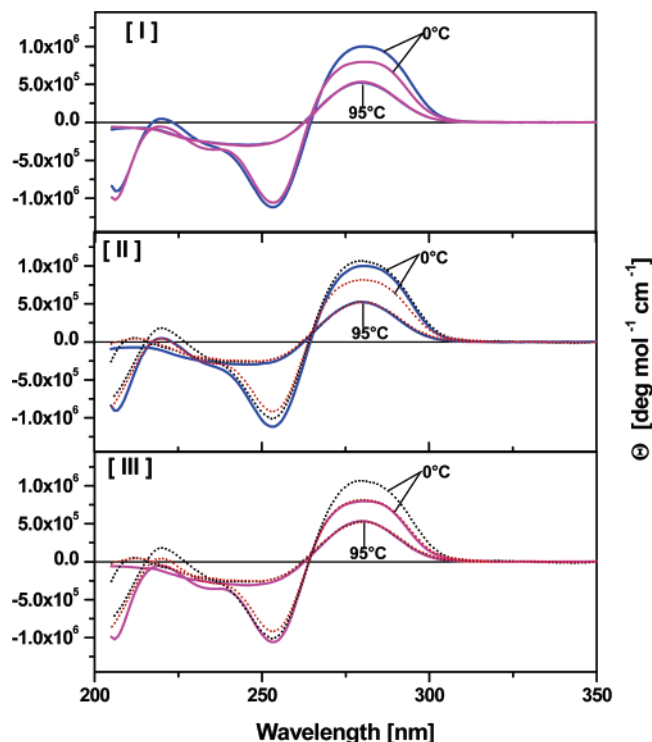 [ I ]
1.0x10⁶
5.0x10⁵
0.0
-5.0x10⁵
-1.0x10⁶
0°C
95°C
[ II ]
1.0x10⁶
5.0x10⁵
0.0
-5.0x10⁵
-1.0x10⁶
0°C
95°C
[ III ]
1.0x10⁶
5.0x10⁵
0.0
-5.0x10⁵
-1.0x10⁶
0°C
95°C
200 250 300 350
Wavelength [nm]
Θ [deg mol⁻¹ cm⁻¹]